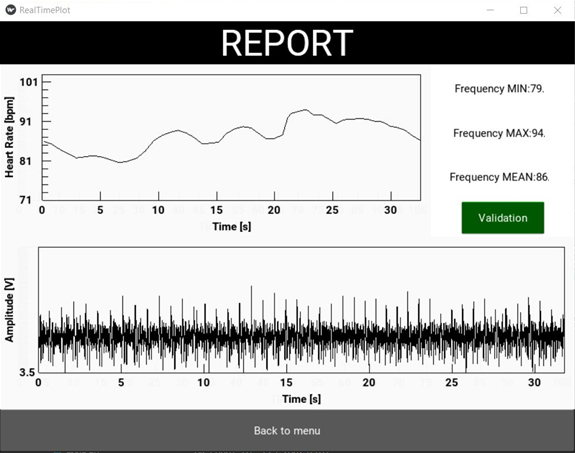 RealTimePlot
REPORT
101
91
81
71
Heart Rate [bpm]
0 5 10 15 20 25 30
Time [s]
Frequency MIN:79.
Frequency MAX:94.
Frequency MEAN:86.
Validation
Amplitude [V]
3.5
0 5 10 15 20 25 30
Time [s]
Back to menu